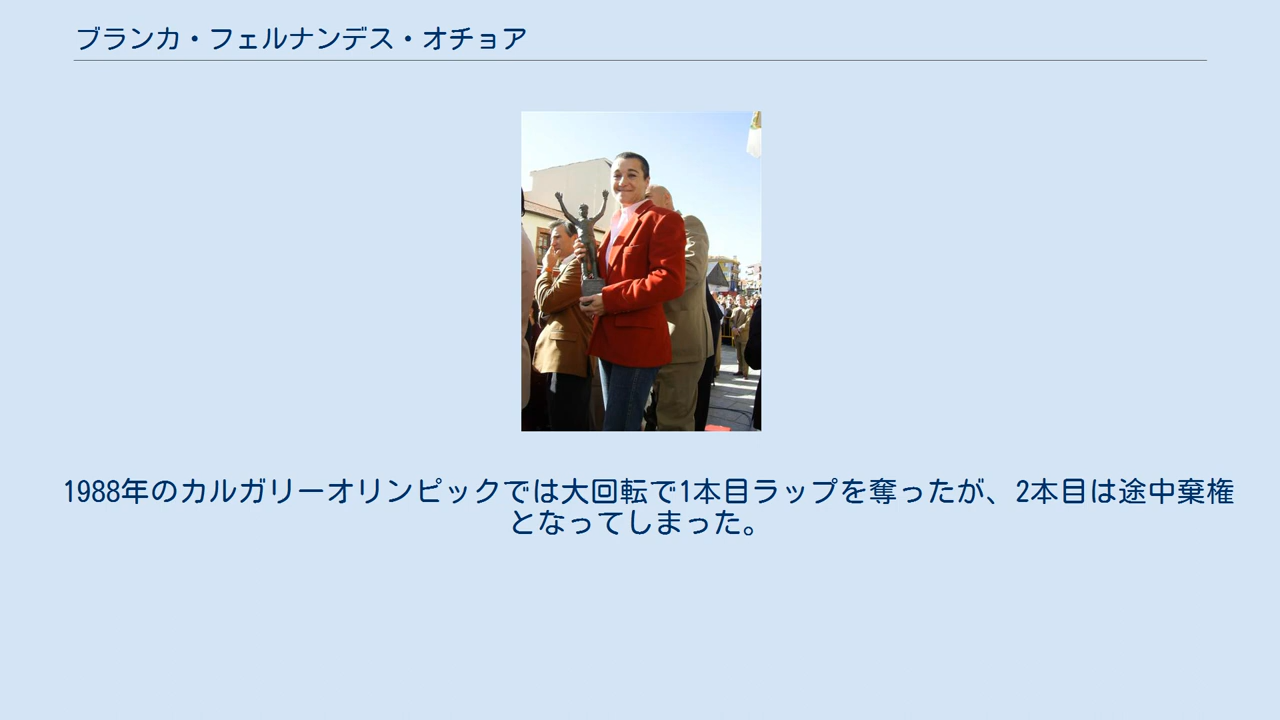 ブランカ・フェルナンデス・オチョア
1988年のカルガリーオリンピックでは大回転で1本目ラップを奪ったが、2本目は途中棄権
となってしまった。